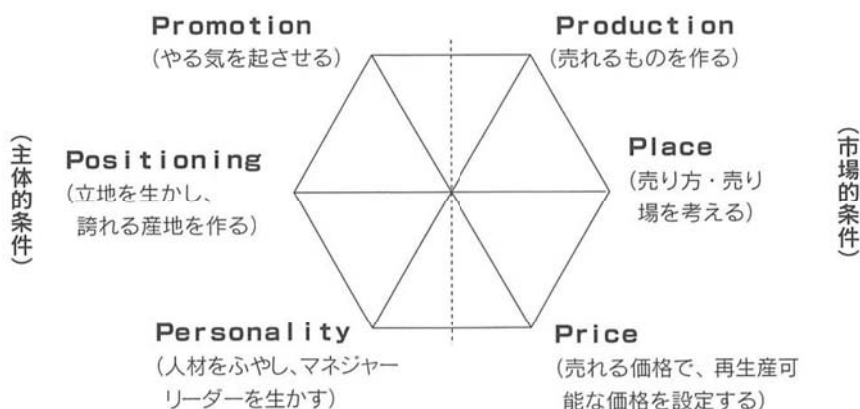 Promotion
(やる気を起させる)
Production
(売れるものを作る)
(主体的条件)
Positioning
(立地を生かし、
誇れる産地を作る)
Place
(売り方・売り
場を考える)
(市場的条件)
Personality
(人材をふやし、マネジャー
リーダーを生かす)
Price
(売れる価格で、再生産可
能な価格を設定する)